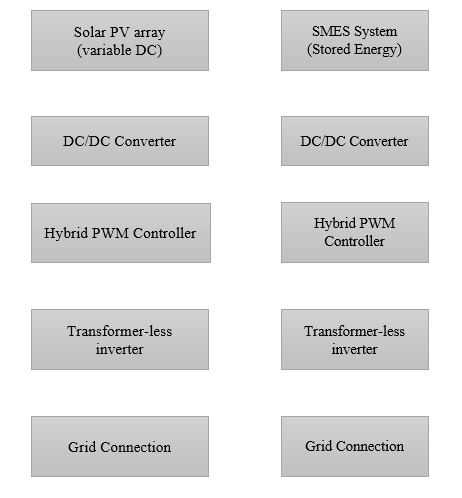 Solar PV array
(variable DC)
SMES System
(Stored Energy)
DC/DC Converter
DC/DC Converter
Hybrid PWM Controller
Hybrid PWM
Controller
Transformer-less
inverter
Transformer-less
inverter
Grid Connection
Grid Connection